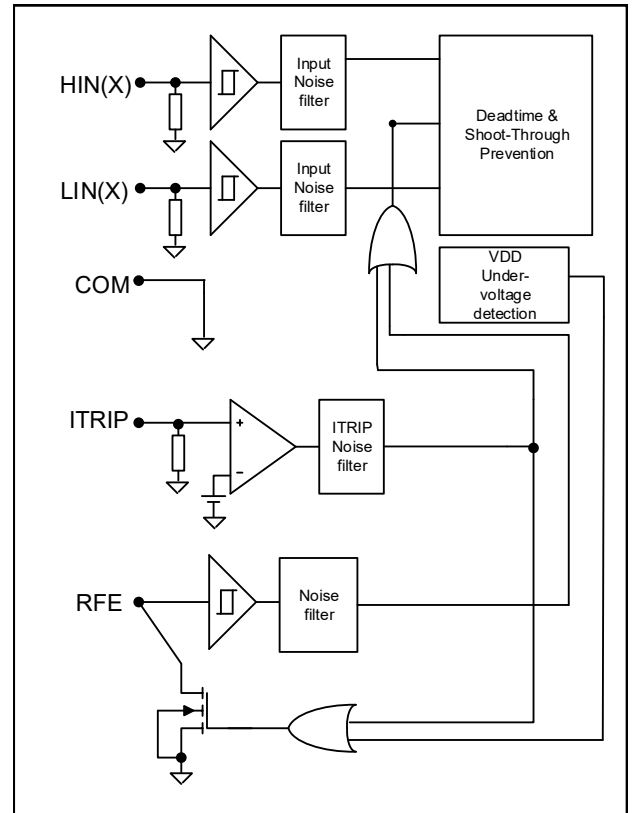 HIN(X)
Input
Noise
filter
Deadtime &
Shoot-Through
Prevention
LIN(X)
Input
Noise
filter
COM
VDD
Under-
voltage
detection
ITRIP
+
-
ITRIP
Noise
filter
RFE
Noise
filter